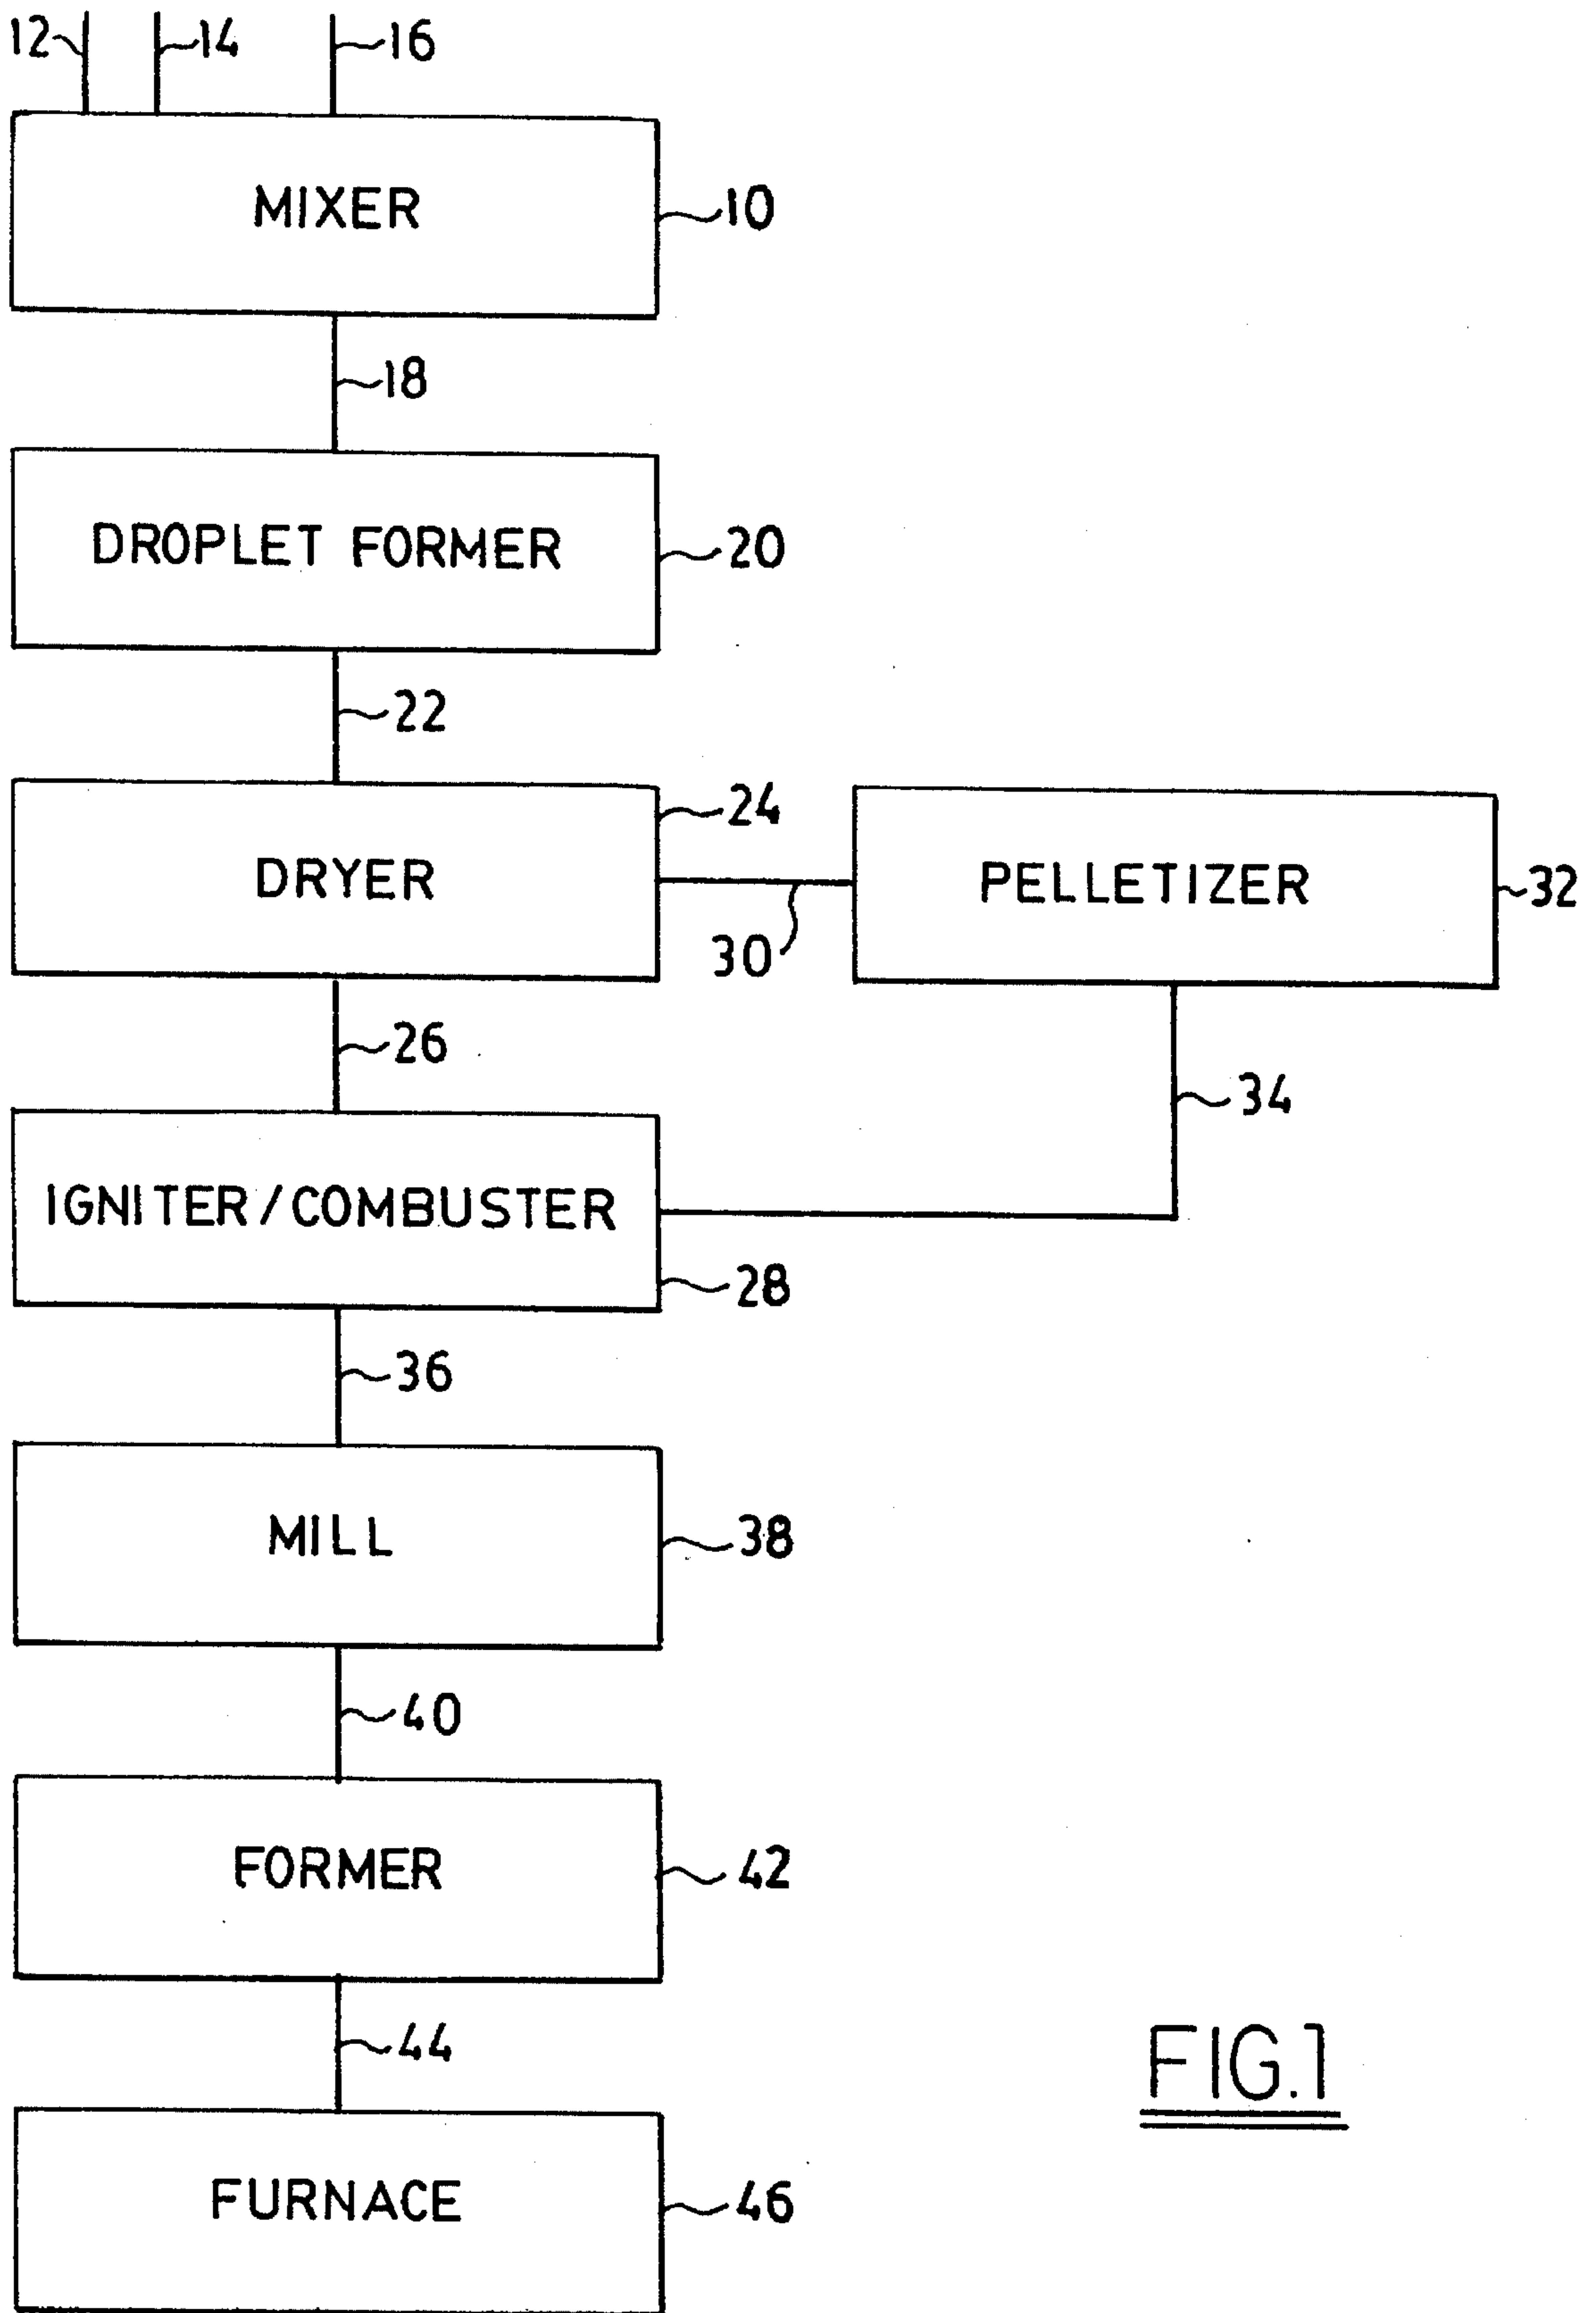 12 14 16
MIXER 10
18
DROPLET FORMER 20
22
24
DRYER PELLETIZER 32
30
26
34
IGNITER/COMBUSTER
28
36
MILL 38
40
FORMER 42
44
FIG.1
FURNACE 46